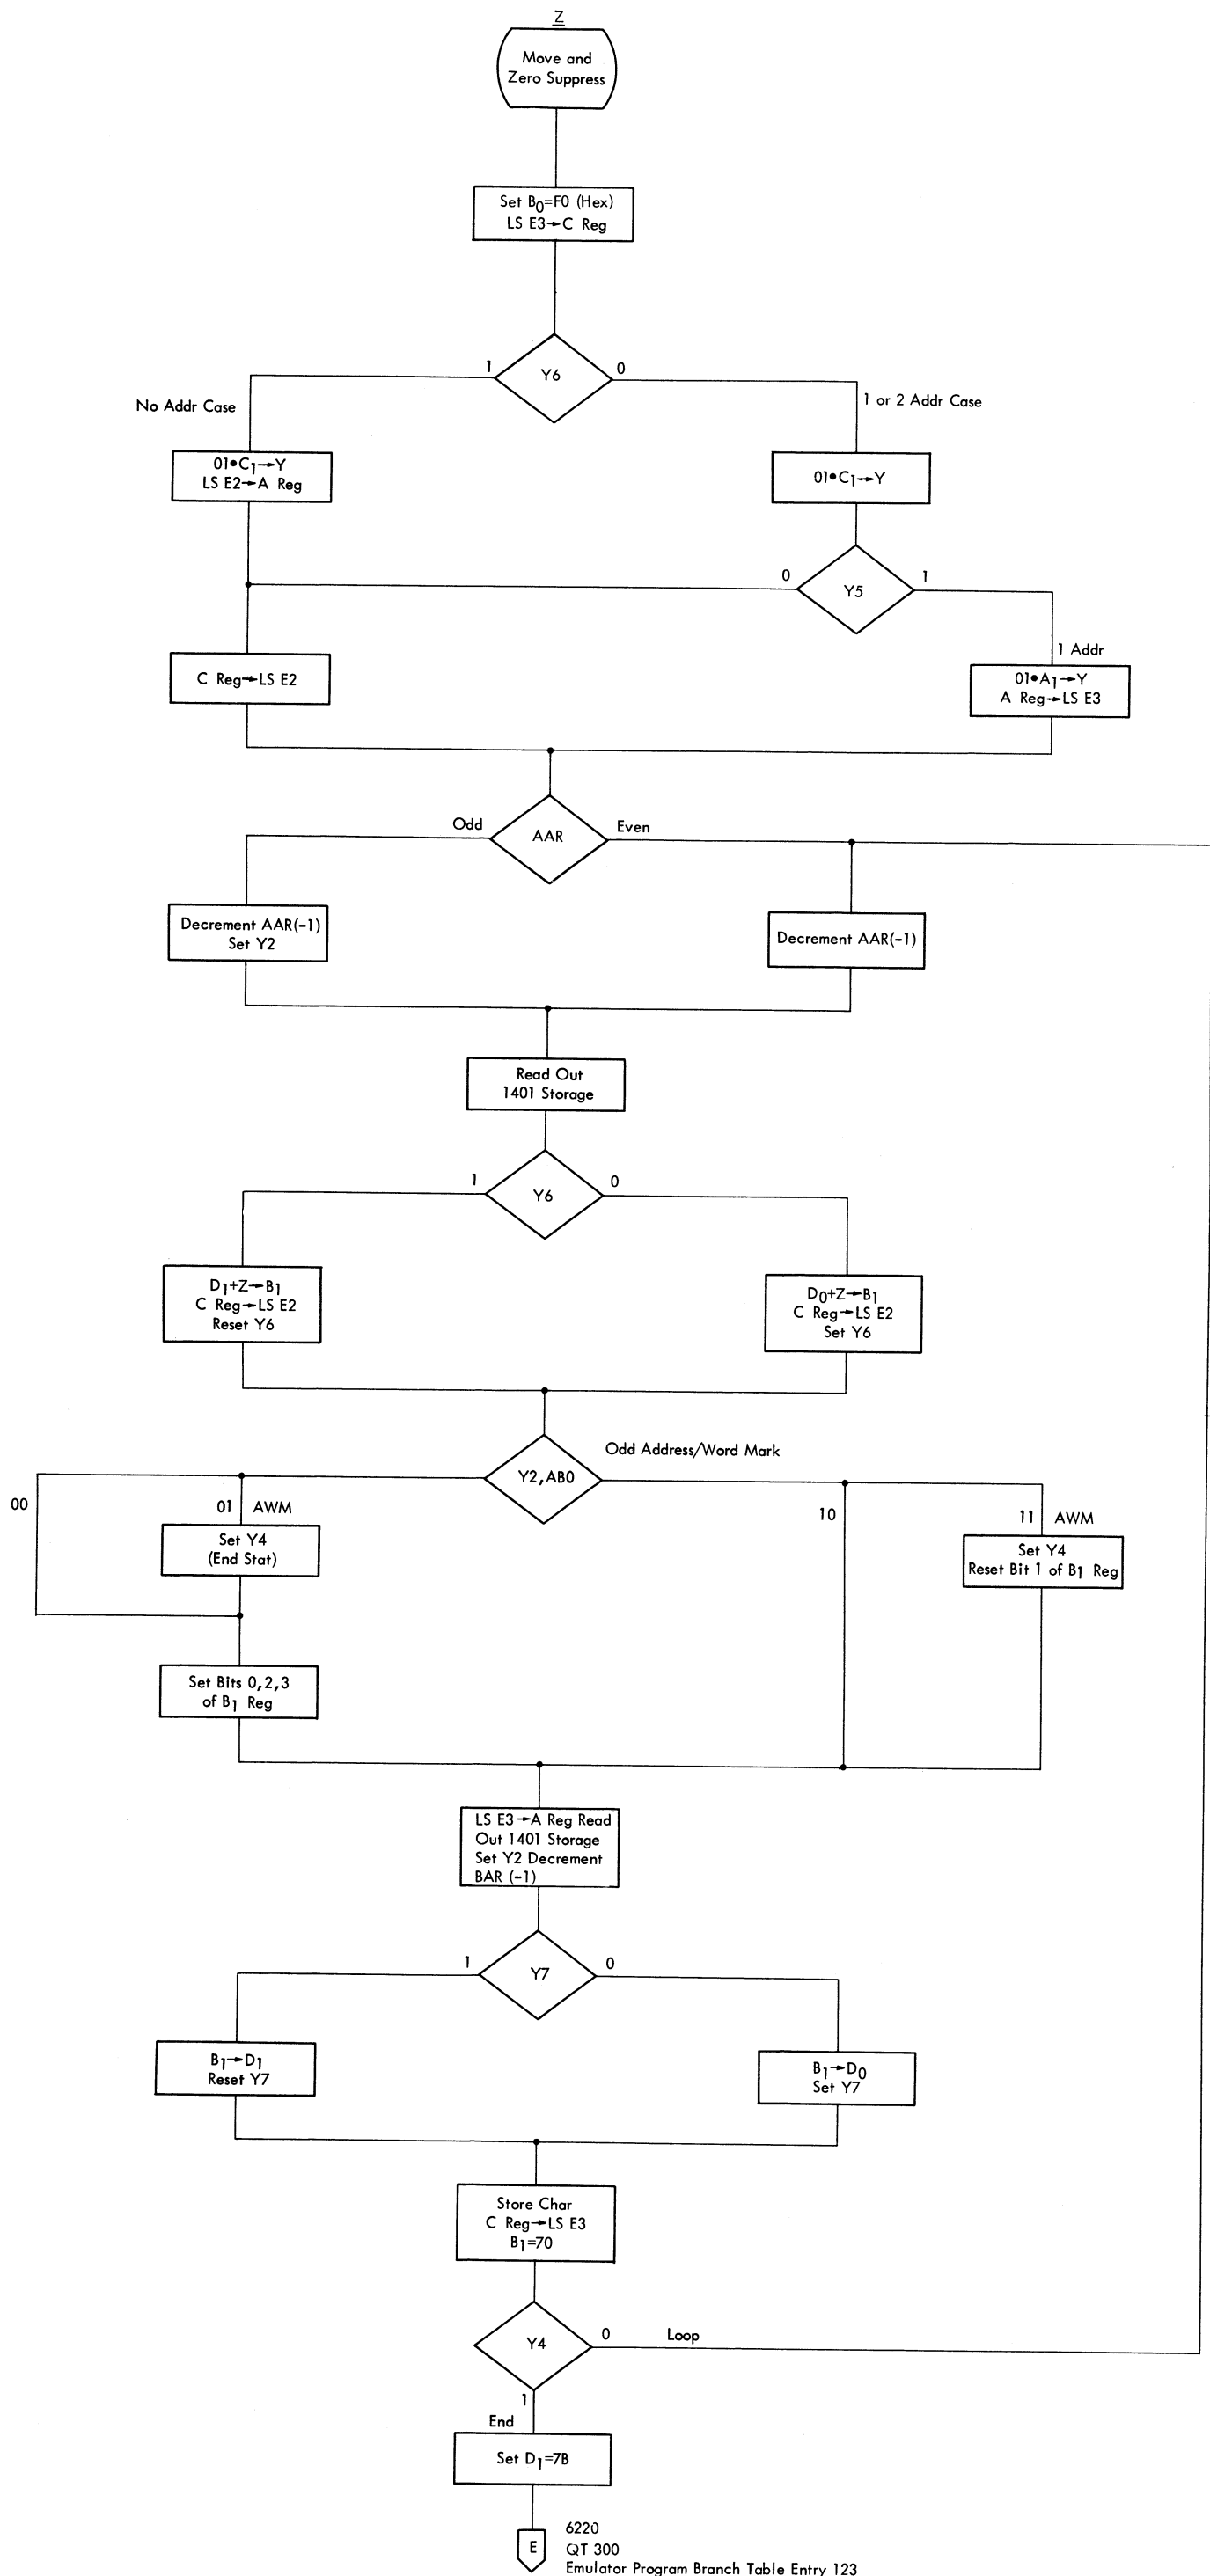 Z
Move and
Zero Suppress
Set B0=F0 (Hex)
LS E3→C Reg
1
Y6
0
No Addr Case
1 or 2 Addr Case
01•C1→Y
LS E2→A Reg
01•C1→Y
0
Y5
1
1 Addr
C Reg→LS E2
01•A1→Y
A Reg→LS E3
Odd
AAR
Even
Decrement AAR(-1)
Set Y2
Decrement AAR(-1)
Read Out
1401 Storage
1
Y6
0
D1+Z→B1
C Reg→LS E2
Reset Y6
D0+Z→B1
C Reg→LS E2
Set Y6
Odd Address/Word Mark
Y2,AB0
00
01 AWM
10
11 AWM
Set Y4
(End Stat)
Set Y4
Reset Bit 1 of B1 Reg
Set Bits 0,2,3
of B1 Reg
LS E3→A Reg Read
Out 1401 Storage
Set Y2 Decrement
BAR (-1)
1
Y7
0
B1→D1
Reset Y7
B1→D0
Set Y7
Store Char
C Reg→LS E3
B1=70
Y4
0
Loop
1
End
Set D1=7B
E
6220
QT 300
Emulator Program Branch Table Entry 123